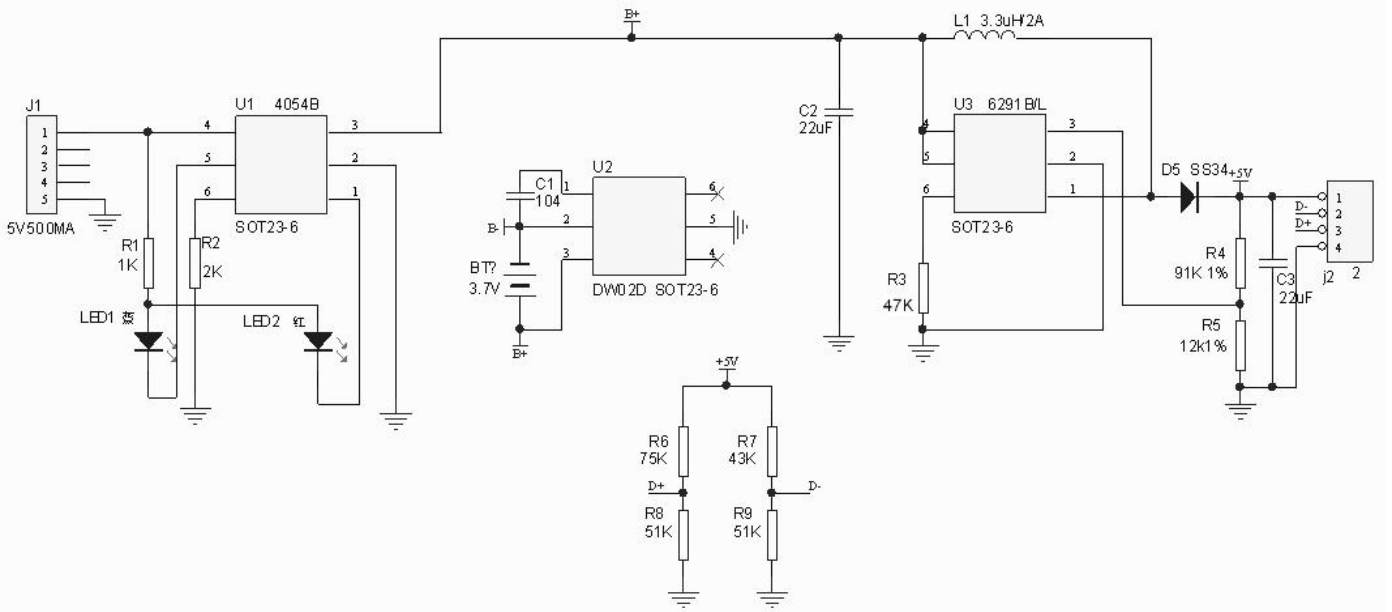 J1
1
2
3
4
5
5V500MA
R1
1K
LED1
U1 4054B
4
5
6
3
2
1
SOT23-6
R2
2K
LED2 红
B+
U2
C1
104
1
2
3
6
5
4
B-
BT?
3.7V
B+
DW02D SOT23-6
C2
22uF
L1 3.3uH/2A
U3 6291B/L
4
5
6
3
2
1
SOT23-6
R3
47K
D5 SS34
+5V
R4
91K 1%
R5
12k1%
C3
22uF
D-
D+
1
2
3
4
j2 2
+5V
R6
75K
R7
43K
D+
D-
R8
51K
R9
51K